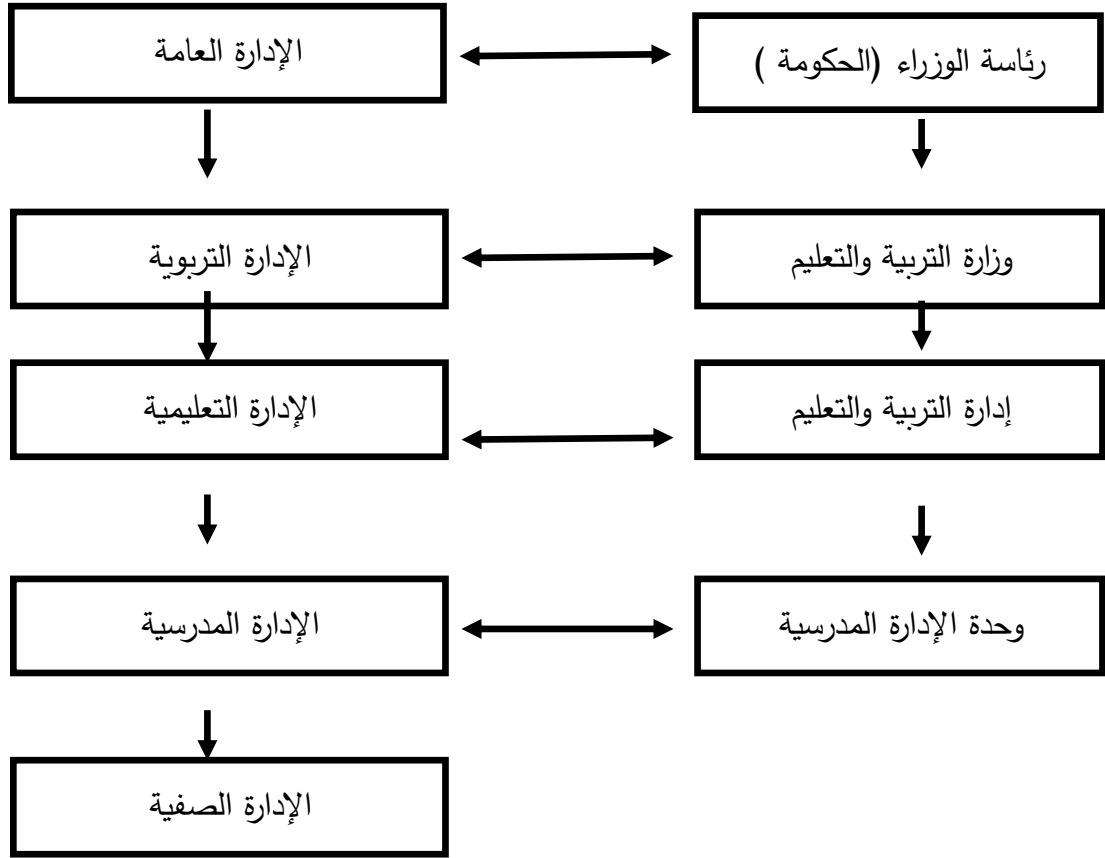 رئاسة الوزراء (الحكومة )
الإدارة العامة
وزارة التربية والتعليم
الإدارة التربوية
إدارة التربية والتعليم
الإدارة التعليمية
وحدة الإدارة المدرسية
الإدارة المدرسية
الإدارة الصفية